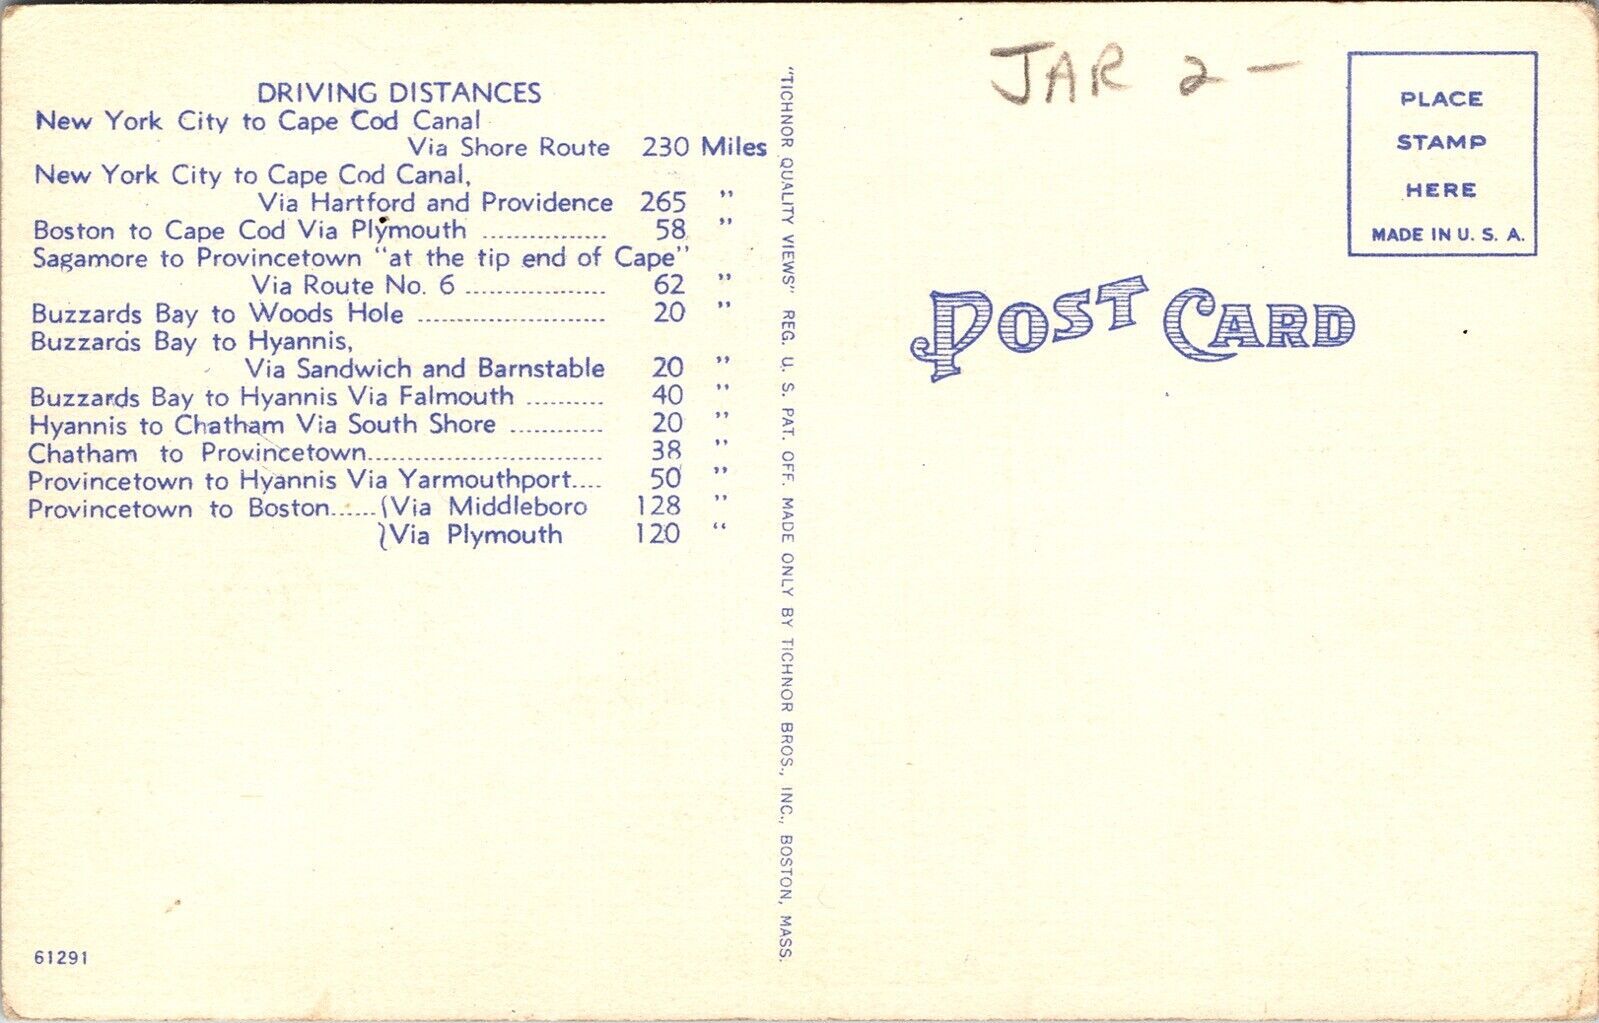 DRIVING DISTANCES
New York City to Cape Cod Canal
Via Shore Route 230 Miles
New York City to Cape Cod Canal,
Via Hartford and Providence 265 "
Boston to Cape Cod Via Plymouth ................ 58 "
Sagamore to Provincetown "at the tip end of Cape"
Via Route No. 6 .................. 62 "
Buzzards Bay to Woods Hole ........................ 20 "
Buzzards Bay to Hyannis,
Via Sandwich and Barnstable 20 "
Buzzards Bay to Hyannis Via Falmouth .......... 40 "
Hyannis to Chatham Via South Shore ............ 20 "
Chatham to Provincetown.............................. 38 "
Provincetown to Hyannis Via Yarmouthport.... 50 "
Provincetown to Boston......(Via Middleboro 128 "
)Via Plymouth 120 "
61291
"TICHNOR QUALITY VIEWS" REG. U. S. PAT. OFF. MADE ONLY BY TICHNOR BROS., INC., BOSTON, MASS.
JAR 2-
PLACE
STAMP
HERE
MADE IN U. S. A.
POST CARD